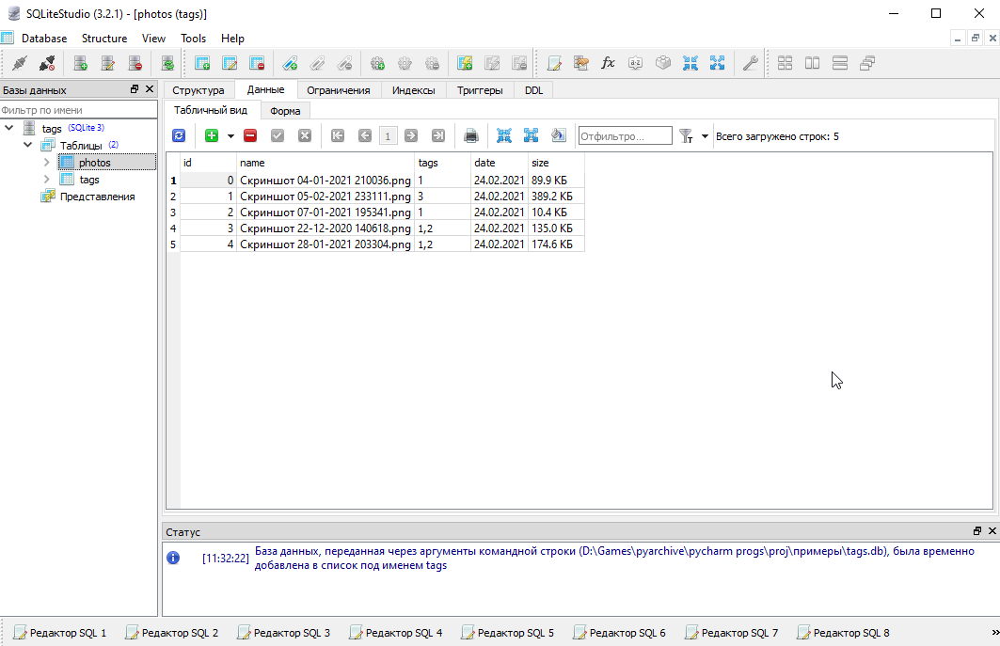 SQLiteStudio (3.2.1) - [photos (tags)]
Database Structure View Tools Help
Базы данных
Фильтр по имени
tags (SQLite 3)
Таблицы (2)
photos
tags
Представления
Структура Данные Ограничения Индексы Триггеры DDL
Табличный вид Форма
1 Отфильтро... Всего загружено строк: 5
id name tags date size
1 0 Скриншот 04-01-2021 210036.png 1 24.02.2021 89.9 КБ
2 1 Скриншот 05-02-2021 233111.png 3 24.02.2021 389.2 КБ
3 2 Скриншот 07-01-2021 195341.png 1 24.02.2021 10.4 КБ
4 3 Скриншот 22-12-2020 140618.png 1,2 24.02.2021 135.0 КБ
5 4 Скриншот 28-01-2021 203304.png 1,2 24.02.2021 174.6 КБ
Статус
[11:32:22] База данных, переданная через аргументы командной строки (D:\Games\pyarchive\pycharm progs\proj\примеры\tags.db), была временно
добавлена в список под именем tags
Редактор SQL 1 Редактор SQL 2 Редактор SQL 3 Редактор SQL 4 Редактор SQL 5 Редактор SQL 6 Редактор SQL 7 Редактор SQL 8